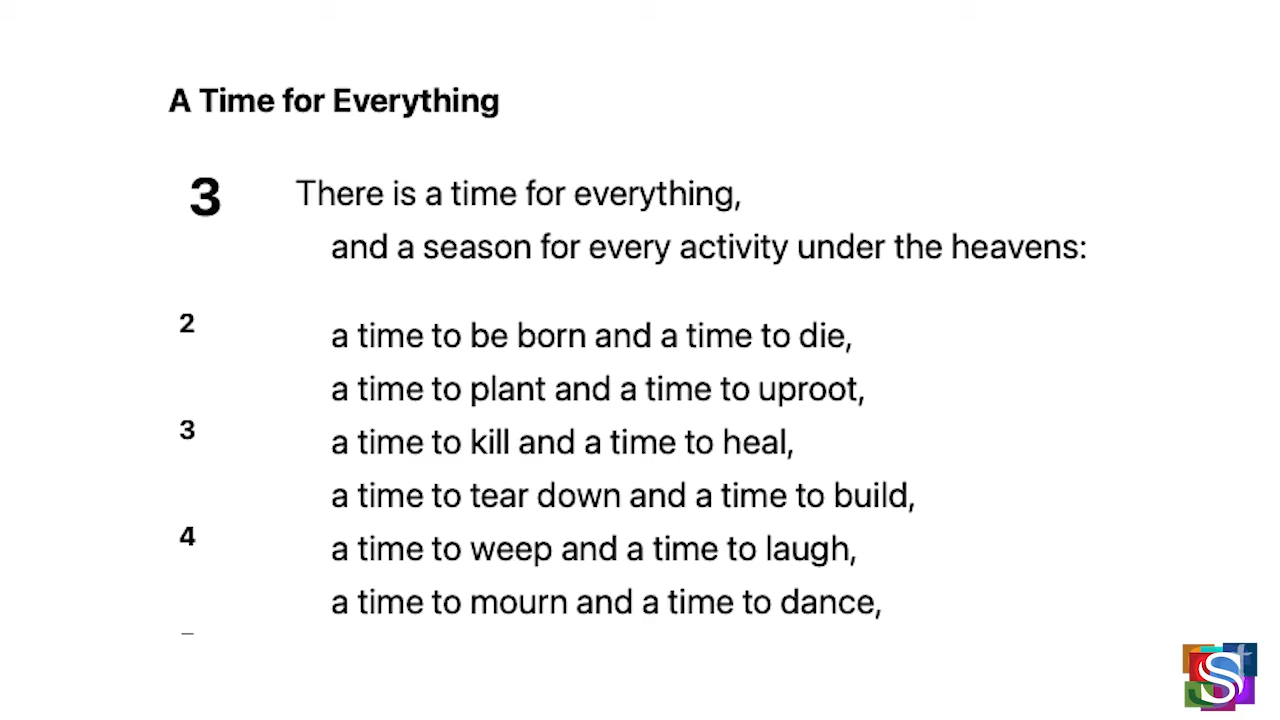 A Time for Everything
3 There is a time for everything,
and a season for every activity under the heavens:
2 a time to be born and a time to die,
a time to plant and a time to uproot,
3 a time to kill and a time to heal,
a time to tear down and a time to build,
4 a time to weep and a time to laugh,
a time to mourn and a time to dance,